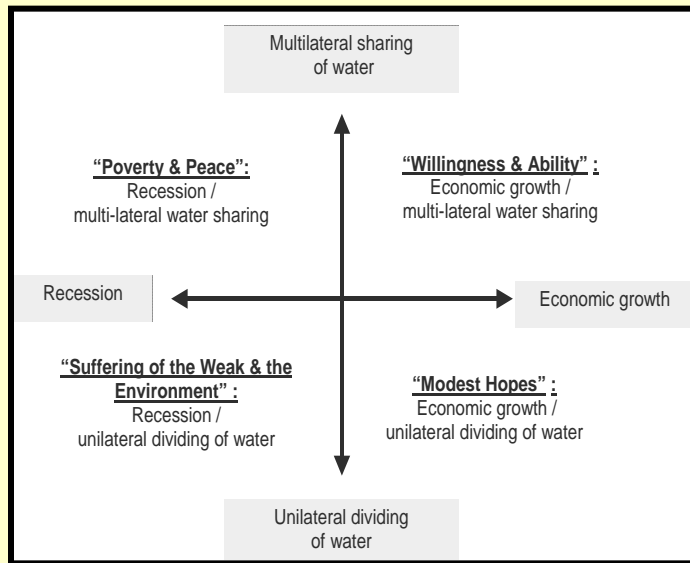 Multilateral sharing
of water
“Poverty & Peace”:
Recession /
multi-lateral water sharing
“Willingness & Ability” :
Economic growth /
multi-lateral water sharing
Recession
Economic growth
“Suffering of the Weak & the
Environment” :
Recession /
unilateral dividing of water
“Modest Hopes” :
Economic growth /
unilateral dividing of water
Unilateral dividing
of water